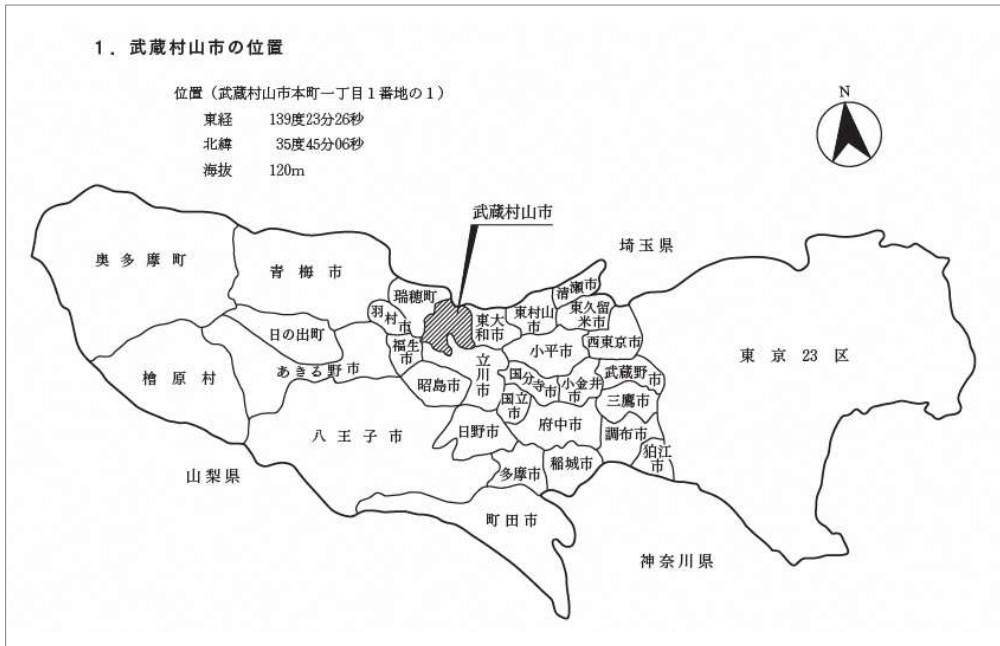 1．武蔵村山市の位置
位置（武蔵村山市本町一丁目1番地の1）
東経　139度23分26秒
北緯　35度45分06秒
海抜　120m
N
武蔵村山市
埼玉県
奥多摩町
青梅市
瑞穂町
羽村市
清瀬市
東村山市
東久留米市
東大和市
日の出町
福生市
小平市
西東京市
東京23区
檜原村
あきる野市
昭島市
立川市
国分寺市
小金井市
武蔵野市
国立市
三鷹市
八王子市
日野市
府中市
調布市
狛江市
山梨県
多摩市
稲城市
町田市
神奈川県